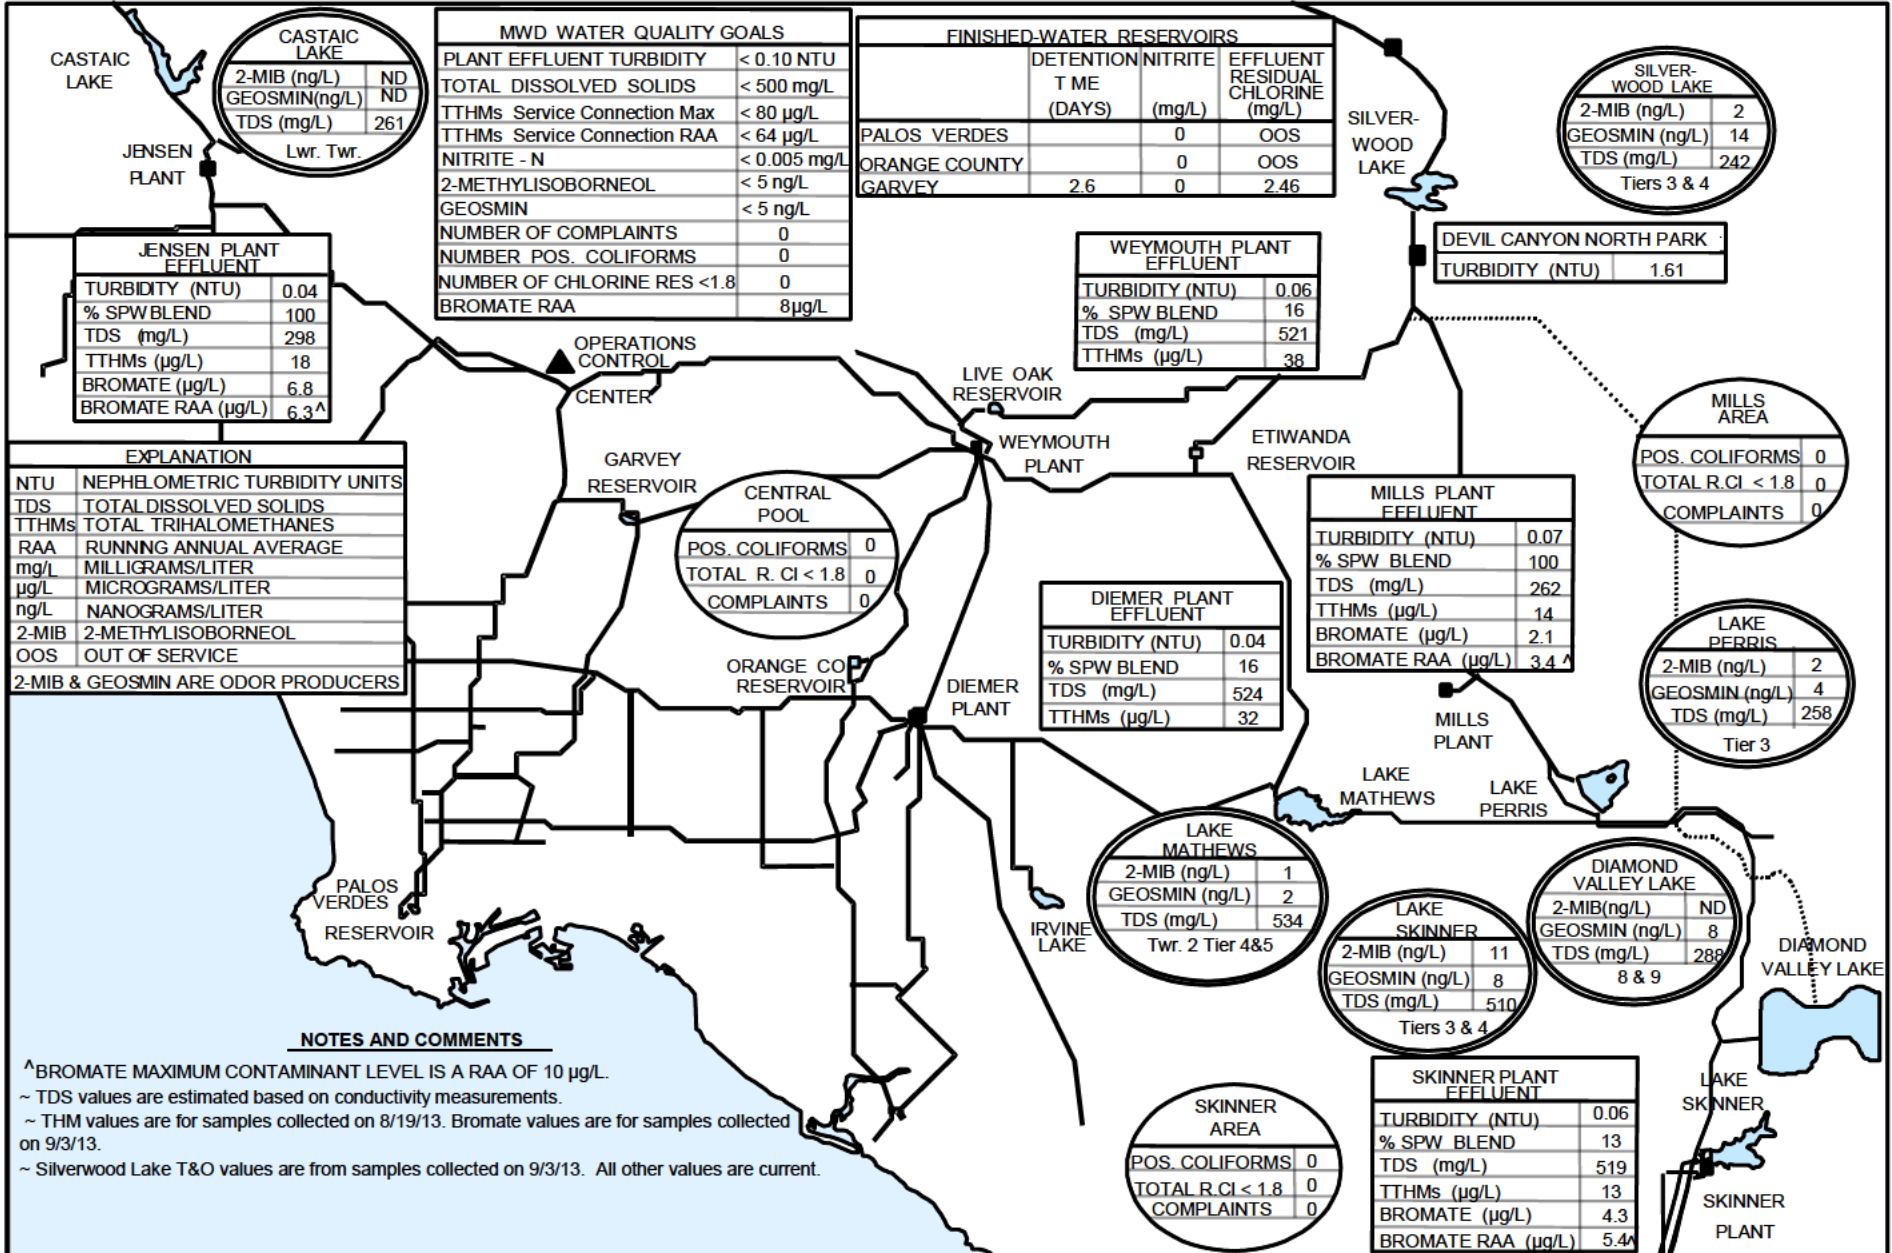 CASTAIC
LAKE
CASTAIC
LAKE
2-MIB (ng/L) ND
GEOSMIN(ng/L) ND
TDS (mg/L) 261
Lwr. Twr.
JENSEN
PLANT
MWD WATER QUALITY GOALS
PLANT EFFLUENT TURBIDITY < 0.10 NTU
TOTAL DISSOLVED SOLIDS < 500 mg/L
TTHMs Service Connection Max < 80 µg/L
TTHMs Service Connection RAA < 64 µg/L
NITRITE - N < 0.005 mg/L
2-METHYLISOBORNEOL < 5 ng/L
GEOSMIN < 5 ng/L
NUMBER OF COMPLAINTS 0
NUMBER POS. COLIFORMS 0
NUMBER OF CHLORINE RES <1.8 0
BROMATE RAA 8µg/L
FINISHED-WATER RESERVOIRS
DETENTION NITRITE EFFLUENT
T ME RESIDUAL
CHLORINE
(DAYS) (mg/L) (mg/L)
PALOS VERDES 0 OOS
ORANGE COUNTY 0 OOS
GARVEY 2.6 0 2.46
SILVER-
WOOD
LAKE
SILVER-
WOOD LAKE
2-MIB (ng/L) 2
GEOSMIN (ng/L) 14
TDS (mg/L) 242
Tiers 3 & 4
DEVIL CANYON NORTH PARK
TURBIDITY (NTU) 1.61
JENSEN PLANT
EFFLUENT
TURBIDITY (NTU) 0.04
% SPW BLEND 100
TDS (mg/L) 298
TTHMs (µg/L) 18
BROMATE (µg/L) 6.8
BROMATE RAA (µg/L) 6.3^
WEYMOUTH PLANT
EFFLUENT
TURBIDITY (NTU) 0.06
% SPW BLEND 16
TDS (mg/L) 521
TTHMs (µg/L) 38
OPERATIONS
CONTROL
CENTER
LIVE OAK
RESERVOIR
WEYMOUTH
PLANT
ETIWANDA
RESERVOIR
MILLS
AREA
POS. COLIFORMS 0
TOTAL R.Cl < 1.8 0
COMPLAINTS 0
EXPLANATION
NTU NEPHELOMETRIC TURBIDITY UNITS
TDS TOTAL DISSOLVED SOLIDS
TTHMs TOTAL TRIHALOMETHANES
RAA RUNNING ANNUAL AVERAGE
mg/L MILLIGRAMS/LITER
µg/L MICROGRAMS/LITER
ng/L NANOGRAMS/LITER
2-MIB 2-METHYLISOBORNEOL
OOS OUT OF SERVICE
2-MIB & GEOSMIN ARE ODOR PRODUCERS
GARVEY
RESERVOIR
CENTRAL
POOL
POS. COLIFORMS 0
TOTAL R. Cl < 1.8 0
COMPLAINTS 0
MILLS PLANT
EFFLUENT
TURBIDITY (NTU) 0.07
% SPW BLEND 100
TDS (mg/L) 262
TTHMs (µg/L) 14
BROMATE (µg/L) 2.1
BROMATE RAA (µg/L) 3.4 ^
DIEMER PLANT
EFFLUENT
TURBIDITY (NTU) 0.04
% SPW BLEND 16
TDS (mg/L) 524
TTHMs (µg/L) 32
LAKE
PERRIS
2-MIB (ng/L) 2
GEOSMIN (ng/L) 4
TDS (mg/L) 258
Tier 3
ORANGE CO
RESERVOIR
DIEMER
PLANT
MILLS
PLANT
LAKE
MATHEWS
LAKE
PERRIS
LAKE
MATHEWS
2-MIB (ng/L) 1
GEOSMIN (ng/L) 2
TDS (mg/L) 534
Twr. 2 Tier 4&5
DIAMOND
VALLEY LAKE
2-MIB(ng/L) ND
GEOSMIN (ng/L) 8
TDS (mg/L) 288
8 & 9
PALOS
VERDES
RESERVOIR
IRVINE
LAKE
LAKE
SKINNER
2-MIB (ng/L) 11
GEOSMIN (ng/L) 8
TDS (mg/L) 510
Tiers 3 & 4
DIAMOND
VALLEY LAKE
NOTES AND COMMENTS
^BROMATE MAXIMUM CONTAMINANT LEVEL IS A RAA OF 10 µg/L.
~ TDS values are estimated based on conductivity measurements.
~ THM values are for samples collected on 8/19/13. Bromate values are for samples collected
on 9/3/13.
~ Silverwood Lake T&O values are from samples collected on 9/3/13. All other values are current.
SKINNER
AREA
POS. COLIFORMS 0
TOTAL R.Cl < 1.8 0
COMPLAINTS 0
SKINNER PLANT
EFFLUENT
TURBIDITY (NTU) 0.06
% SPW BLEND 13
TDS (mg/L) 519
TTHMs (µg/L) 13
BROMATE (µg/L) 4.3
BROMATE RAA (µg/L) 5.4^
LAKE
SKINNER
SKINNER
PLANT